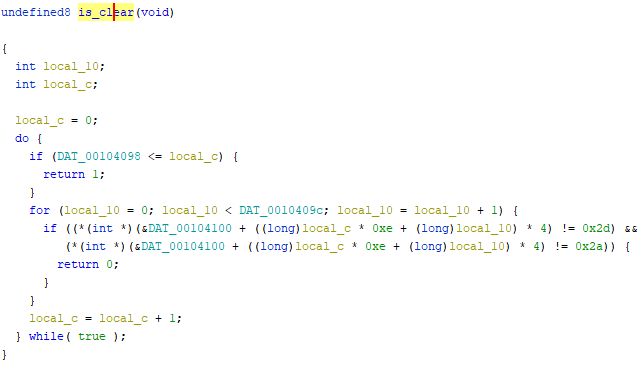 undefined8 is_clear(void)
{
int local_10;
int local_c;
local_c = 0;
do {
if (DAT_00104098 <= local_c) {
return 1;
}
for (local_10 = 0; local_10 < DAT_0010409c; local_10 = local_10 + 1) {
if ((*(int *)(&DAT_00104100 + ((long)local_c * 0xe + (long)local_10) * 4) != 0x2d) &&
(*(int *)(&DAT_00104100 + ((long)local_c * 0xe + (long)local_10) * 4) != 0x2a)) {
return 0;
}
}
local_c = local_c + 1;
} while( true );
}